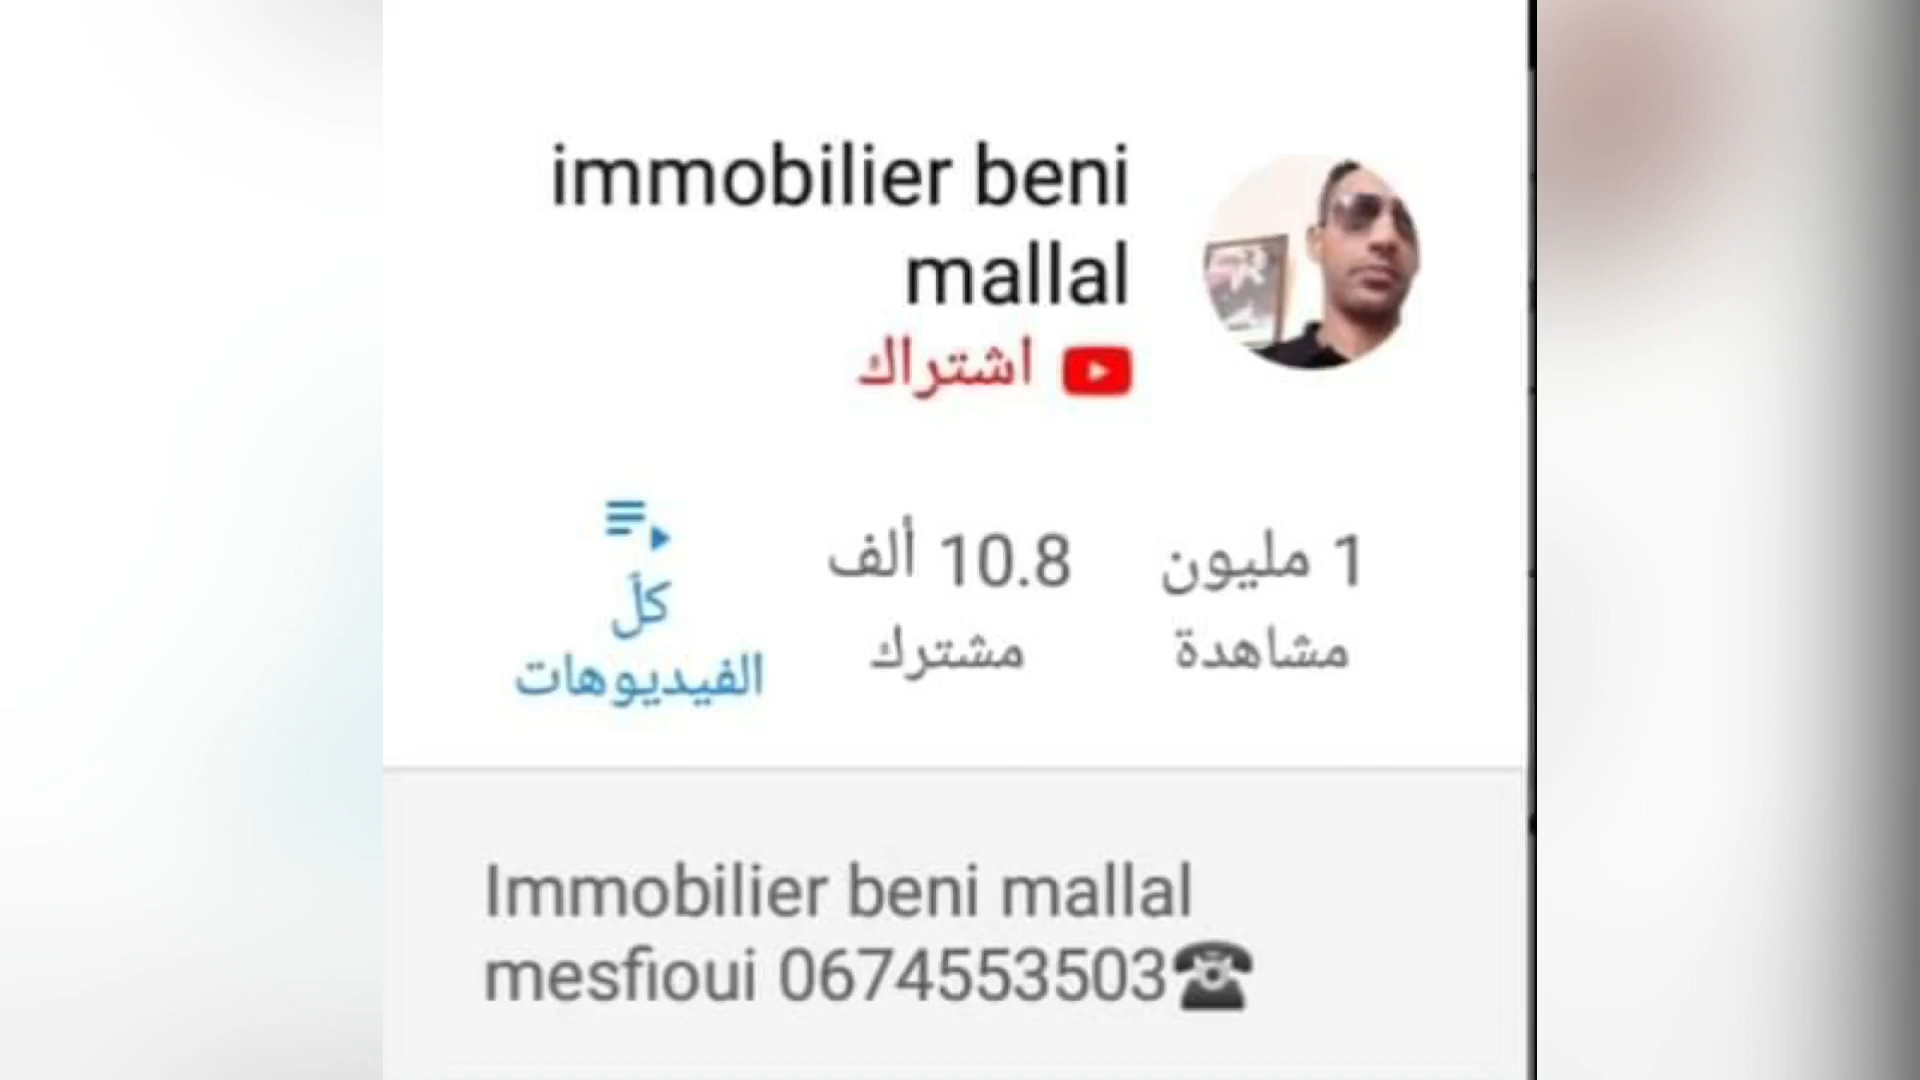 immobilier beni
mallal
اشتراك
1 مليون
مشاهدة
10.8 ألف
مشترك
كلّ
الفيديوهات
Immobilier beni mallal
mesfioui 0674553503☎